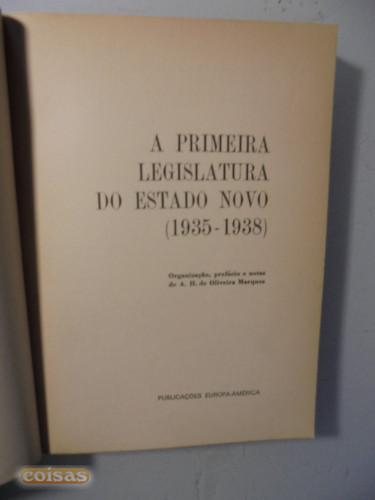 A PRIMEIRA
LEGISLATURA
DO ESTADO NOVO
(1935-1938)
Organização, prefácio e notas
de A. H. de Oliveira Marques
PUBLICAÇÕES EUROPA-AMÉRICA
coisas